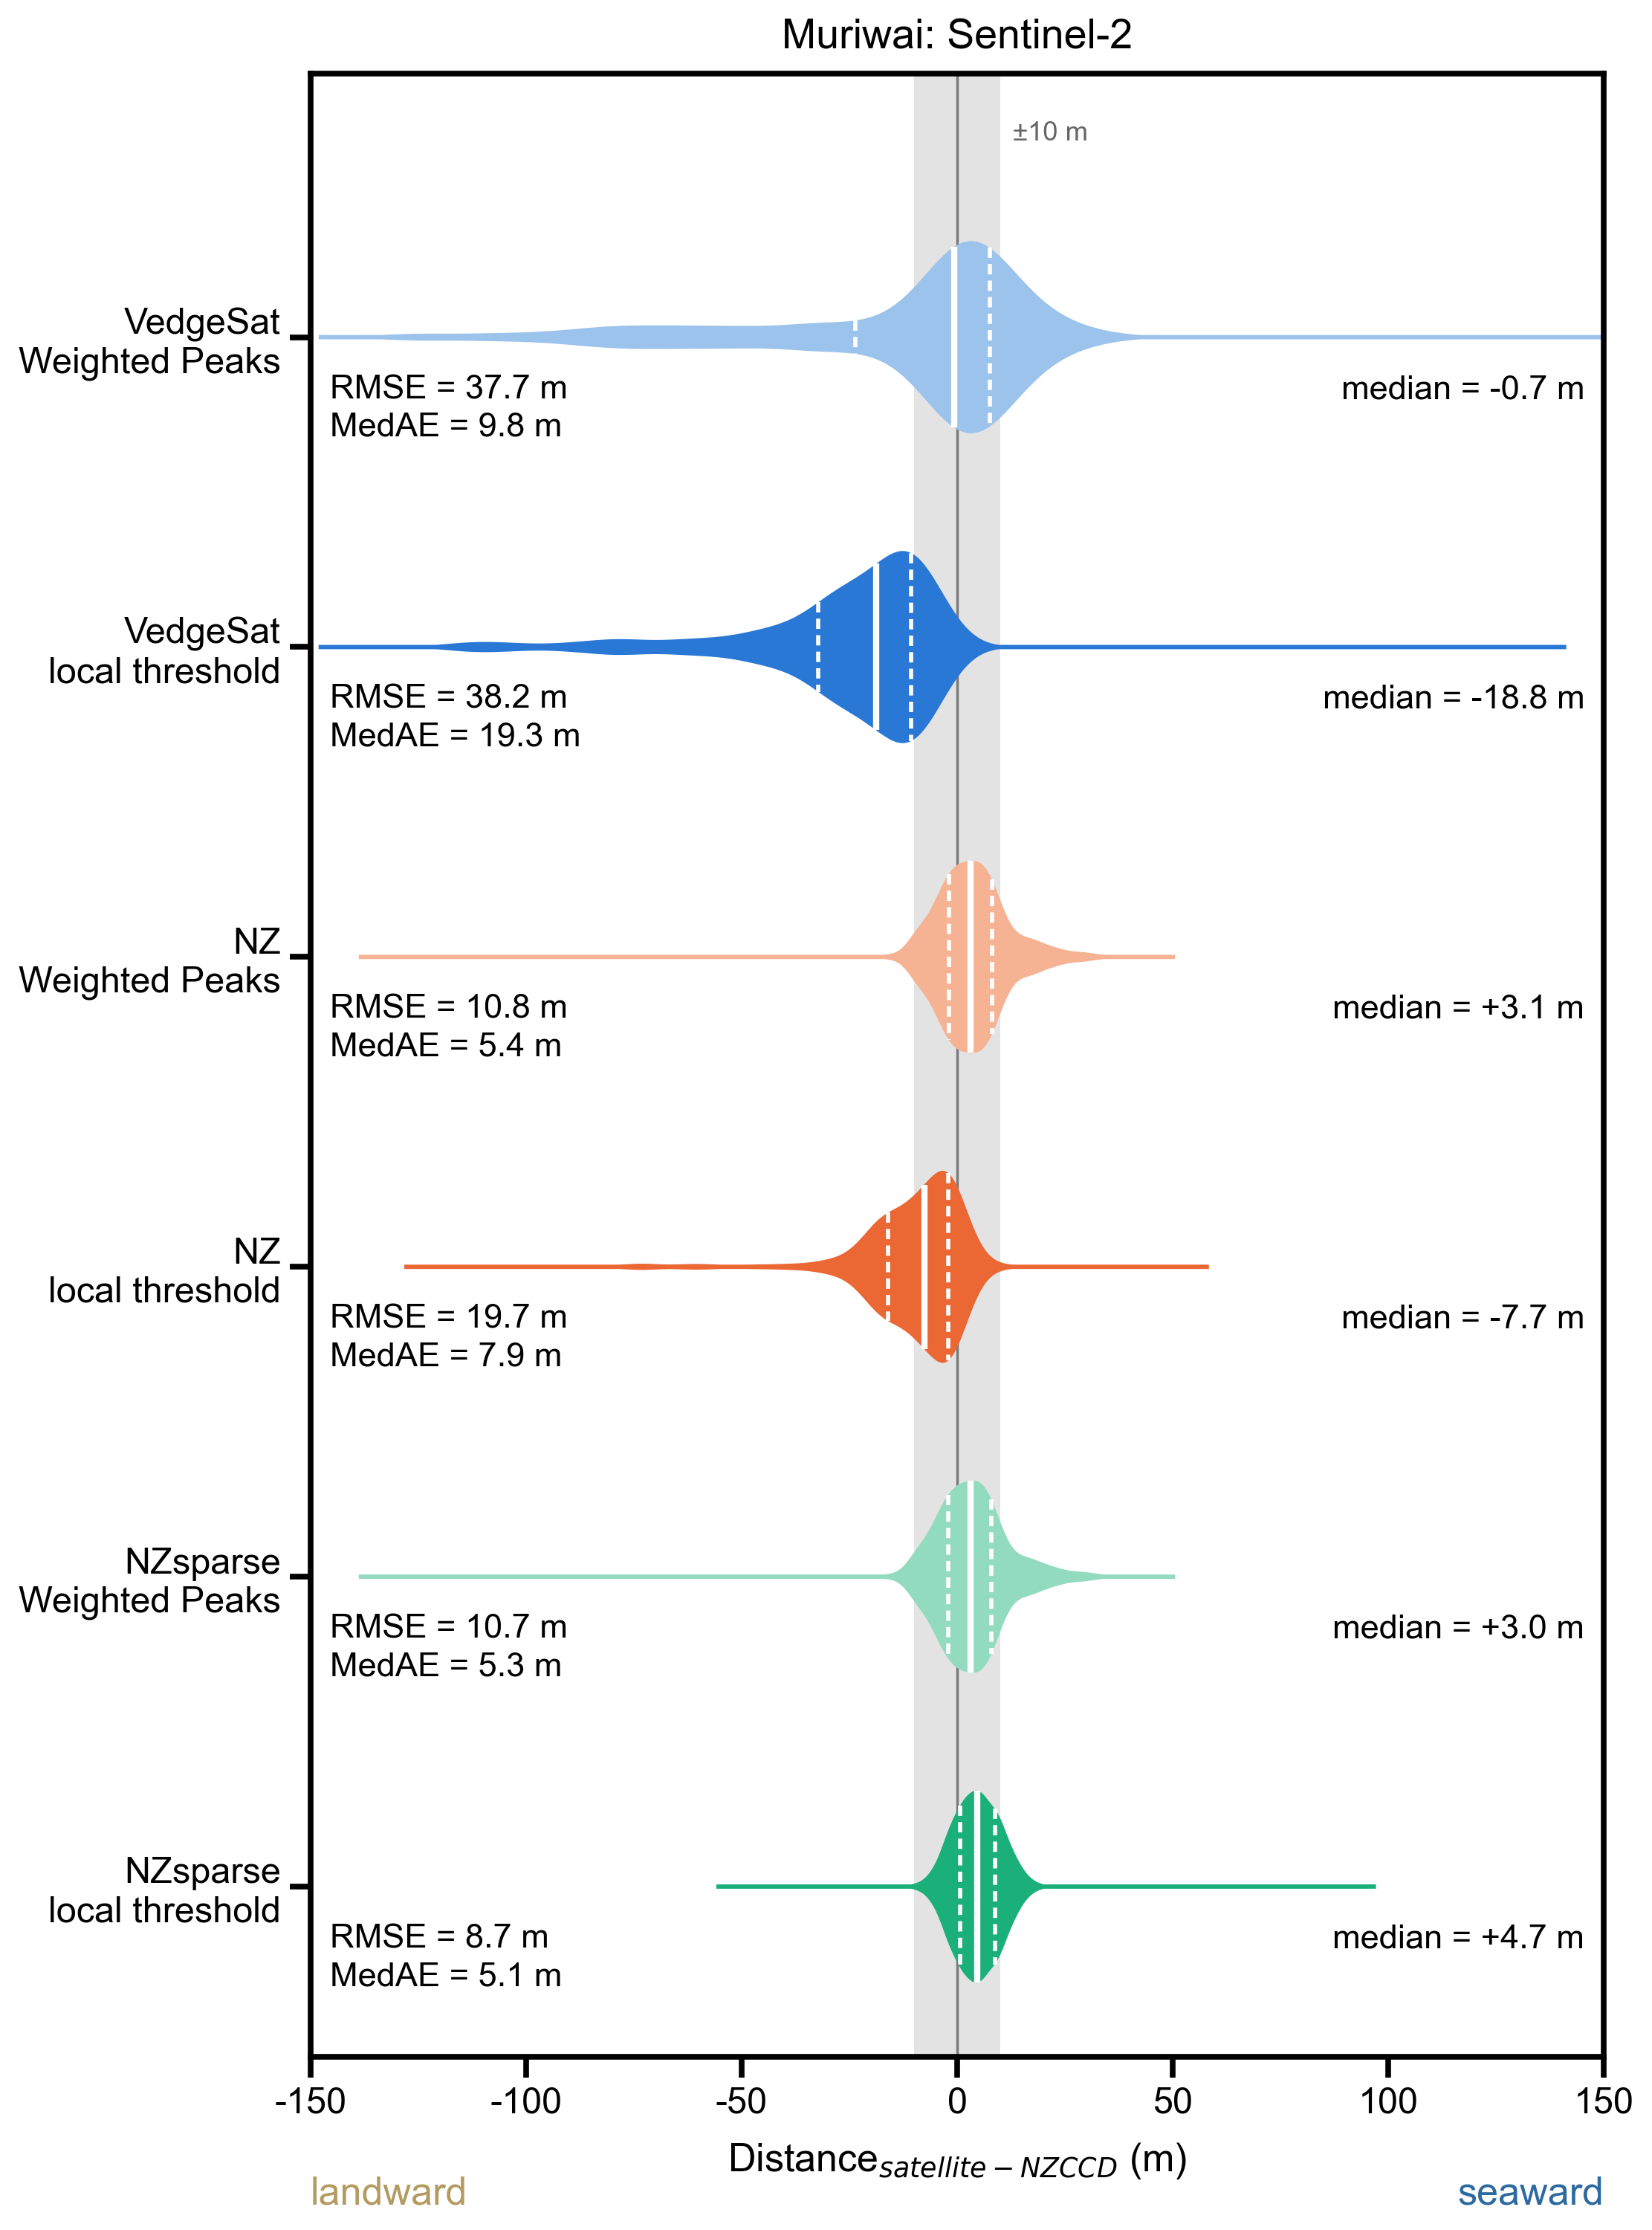 Muriwai: Sentinel-2
±10 m
VedgeSat
Weighted Peaks
RMSE = 37.7 m
MedAE = 9.8 m
median = -0.7 m
VedgeSat
local threshold
RMSE = 38.2 m
MedAE = 19.3 m
median = -18.8 m
NZ
Weighted Peaks
RMSE = 10.8 m
MedAE = 5.4 m
median = +3.1 m
NZ
local threshold
RMSE = 19.7 m
MedAE = 7.9 m
median = -7.7 m
NZsparse
Weighted Peaks
RMSE = 10.7 m
MedAE = 5.3 m
median = +3.0 m
NZsparse
local threshold
RMSE = 8.7 m
MedAE = 5.1 m
median = +4.7 m
-150 -100 -50 0 50 100 150
Distance satellite − NZCCD (m)
landward seaward